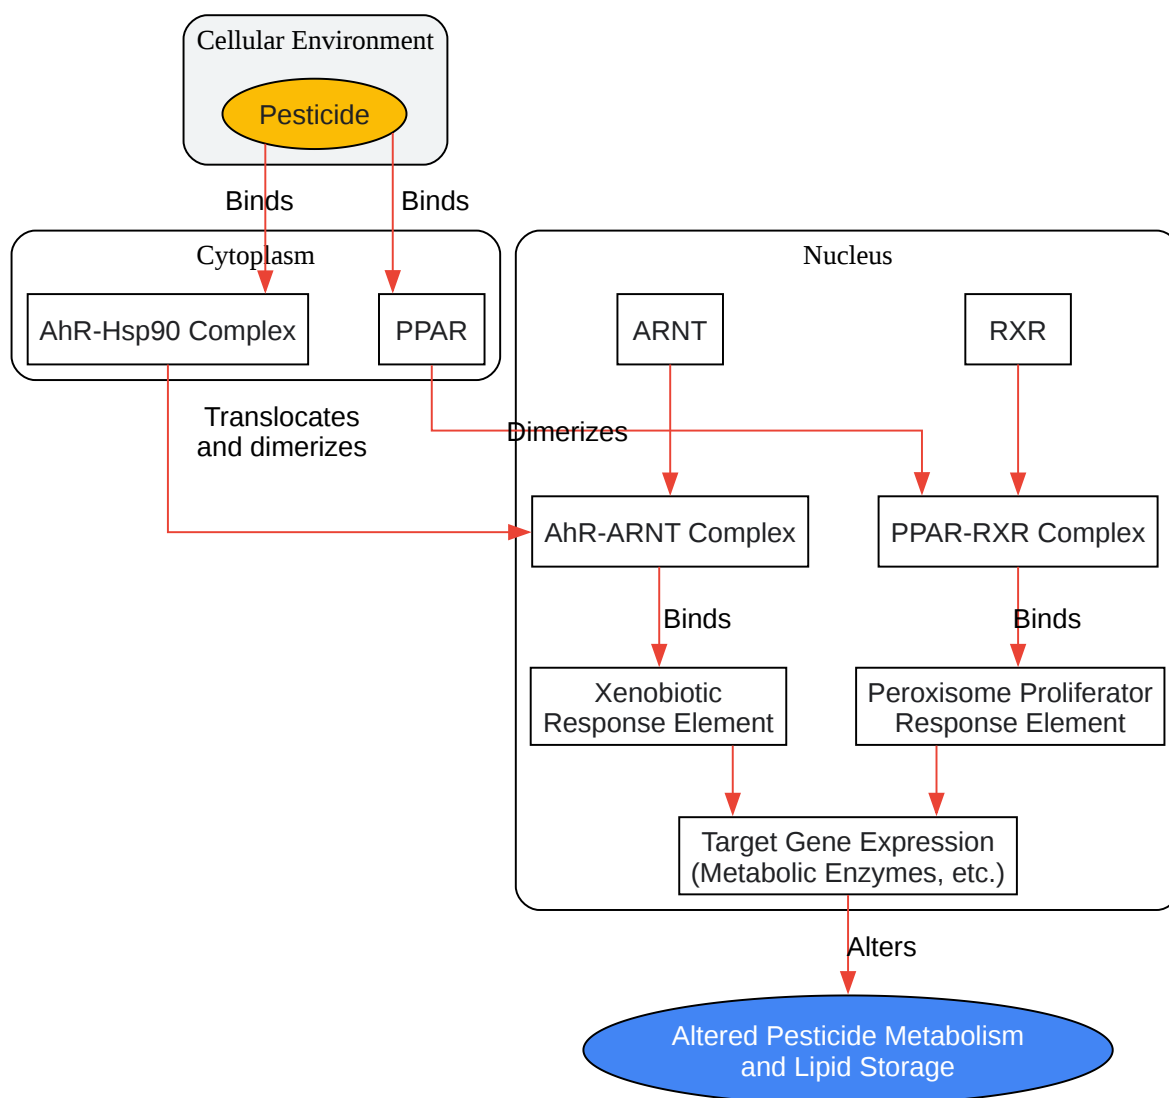 Cellular Environment
Pesticide
Binds
Binds
Cytoplasm
Nucleus
AhR-Hsp90 Complex
PPAR
ARNT
RXR
Translocates
and dimerizes
Dimerizes
AhR-ARNT Complex
PPAR-RXR Complex
Binds
Binds
Xenobiotic
Response Element
Peroxisome Proliferator
Response Element
Target Gene Expression
(Metabolic Enzymes, etc.)
Alters
Altered Pesticide Metabolism
and Lipid Storage